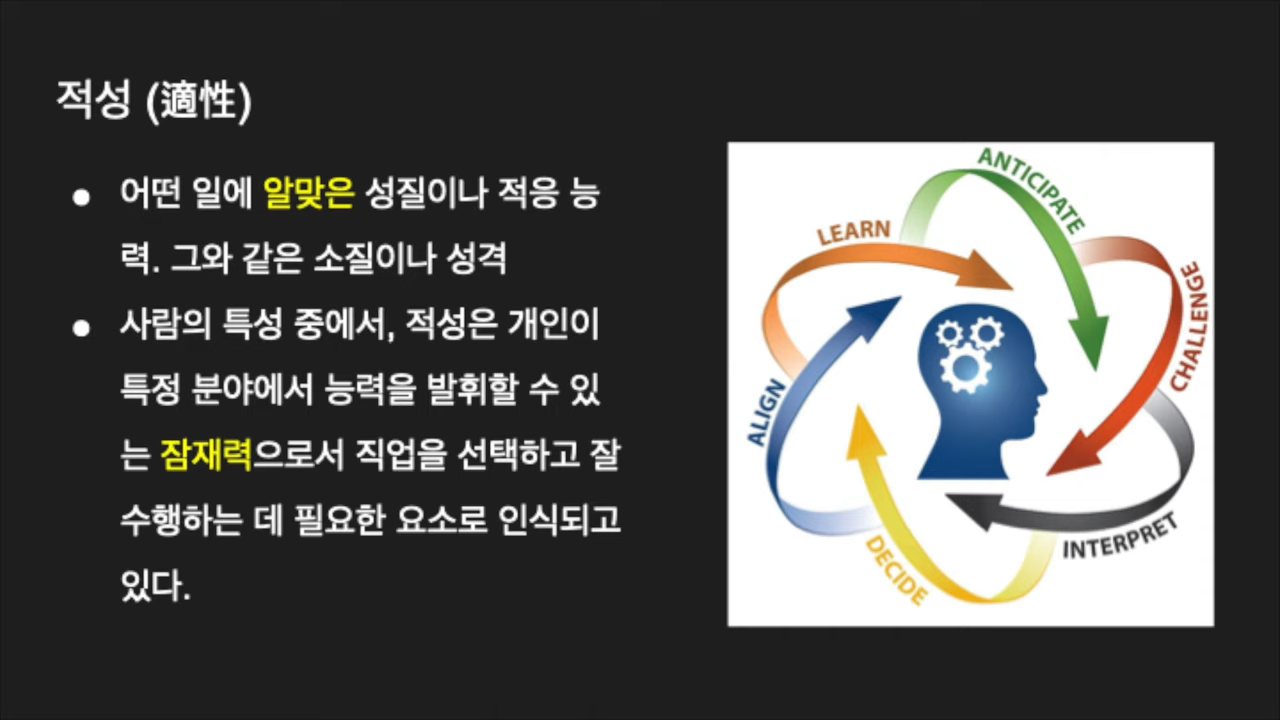 적성 (適性)
● 어떤 일에 알맞은 성질이나 적응 능
력. 그와 같은 소질이나 성격
● 사람의 특성 중에서, 적성은 개인이
특정 분야에서 능력을 발휘할 수 있
는 잠재력으로서 직업을 선택하고 잘
수행하는 데 필요한 요소로 인식되고
있다.
ANTICIPATE
LEARN
CHALLENGE
ALIGN
INTERPRET
DECIDE